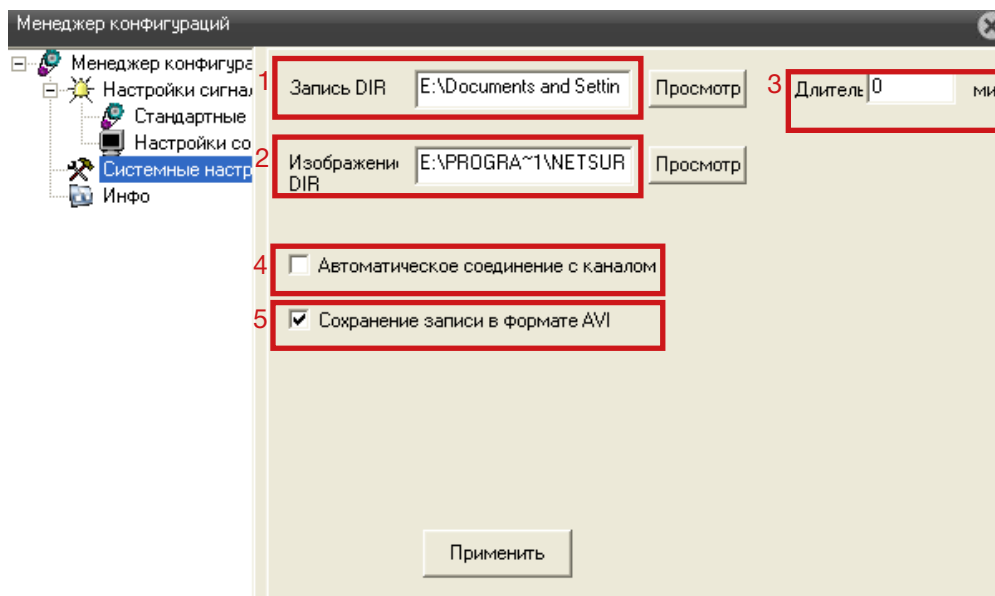 Менеджер конфигураций
Менеджер конфигура
Настройки сигнал
Стандартные
Настройки со
Системные настр
Инфо
1 Запись DIR E:\Documents and Settin Просмотр
3 Длитель 0 ми
2 Изображени DIR E:\PROGRA~1\NETSUR Просмотр
4 Автоматическое соединение с каналом
5 Сохранение записи в формате AVI
Применить